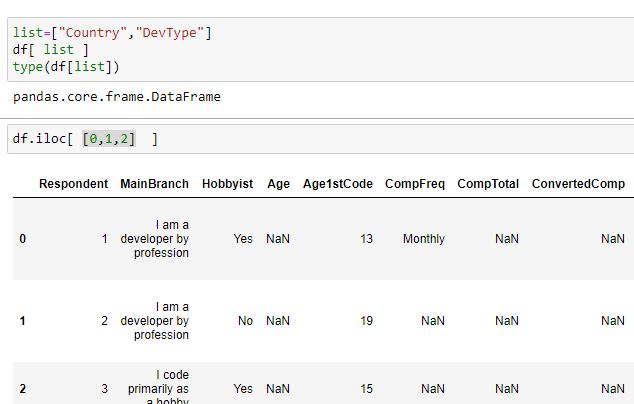 list=["Country","DevType"]
df[ list ]
type(df[list])
pandas.core.frame.DataFrame
df.iloc[ [0,1,2]  ]
Respondent MainBranch Hobbyist Age Age1stCode CompFreq CompTotal ConvertedComp
0 1 I am a developer by profession Yes NaN 13 Monthly NaN NaN
1 2 I am a developer by profession No NaN 19 NaN NaN NaN
2 3 I code primarily as a hobby Yes NaN 15 NaN NaN NaN